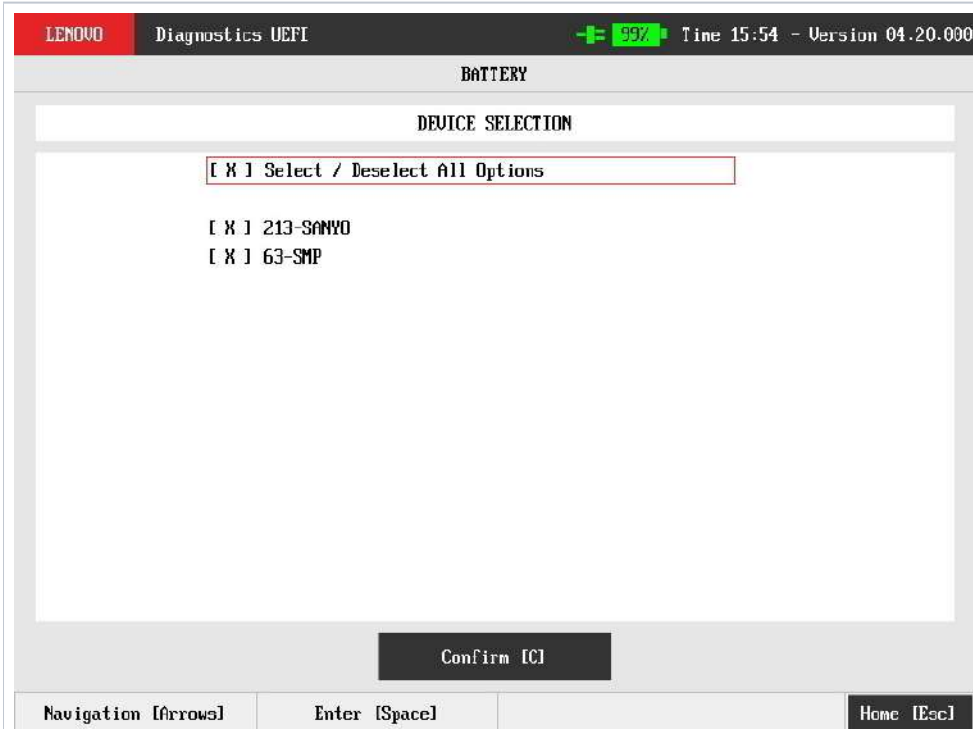 LENOVO Diagnostics UEFI 99% Time 15:54 - Version 04.20.000
BATTERY
DEVICE SELECTION
[ X ] Select / Deselect All Options
[ X ] 213-SANYO
[ X ] 63-SMP
Confirm [C]
Navigation [Arrows] Enter [Space] Home [Esc]